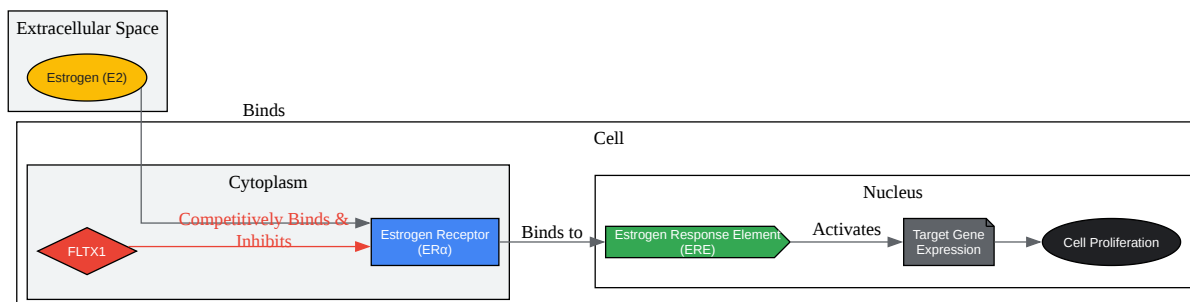 Extracellular Space
Estrogen (E2)
Binds
Cell
Cytoplasm
Nucleus
Competitively Binds &
Inhibits
FLTX1
Estrogen Receptor
(ERα)
Binds to
Estrogen Response Element
(ERE)
Activates
Target Gene
Expression
Cell Proliferation